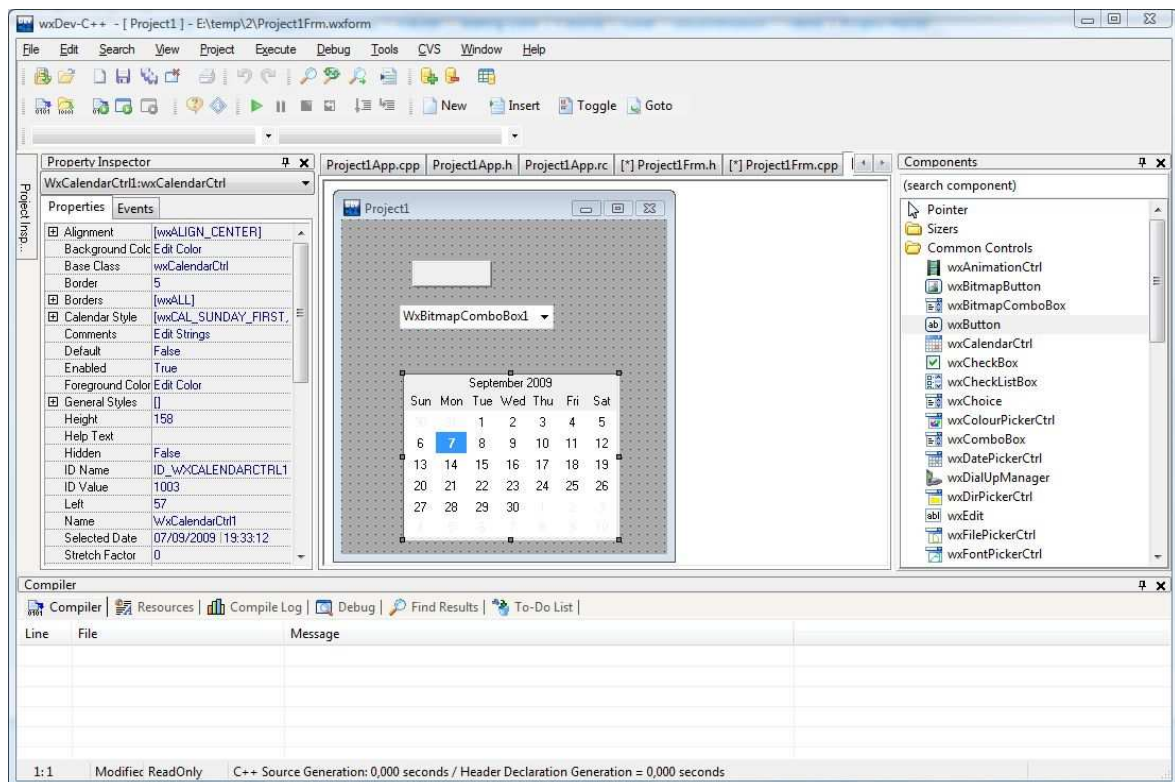 wxDev-C++ - [ Project1 ] - E:\temp\2\Project1Frm.wxform
File Edit Search View Project Execute Debug Tools CVS Window Help
New Insert Toggle Goto
Project Insp...
Property Inspector
WxCalendarCtrl1:wxCalendarCtrl
Properties Events
Alignment [wxALIGN_CENTER]
Background Colc Edit Color
Base Class wxCalendarCtrl
Border 5
Borders [wxALL]
Calendar Style [wxCAL_SUNDAY_FIRST,
Comments Edit Strings
Default False
Enabled True
Foreground Color Edit Color
General Styles []
Height 158
Help Text
Hidden False
ID Name ID_WXCALENDARCTRL1
ID Value 1003
Left 57
Name WxCalendarCtrl1
Selected Date 07/09/2009
Stretch Factor 0
Project1App.cpp Project1App.h Project1App.rc [*] Project1Frm.h [*] Project1Frm.cpp
Project1
WxBitmapComboBox1
September 2009
Sun Mon Tue Wed Thu Fri Sat
1 2 3 4 5
6 7 8 9 10 11 12
13 14 15 16 17 18 19
20 21 22 23 24 25 26
27 28 29 30
Components
(search component)
Pointer
Sizers
Common Controls
wxAnimationCtrl
wxBitmapButton
wxBitmapComboBox
wxButton
wxCalendarCtrl
wxCheckBox
wxCheckListBox
wxChoice
wxColourPickerCtrl
wxComboBox
wxDatePickerCtrl
wxDialUpManager
wxDirPickerCtrl
wxEdit
wxFilePickerCtrl
wxFontPickerCtrl
Compiler
Compiler Resources Compile Log Debug Find Results To-Do List
Line File Message
1: 1 Modifiec ReadOnly C++ Source Generation: 0,000 seconds / Header Declaration Generation = 0,000 seconds